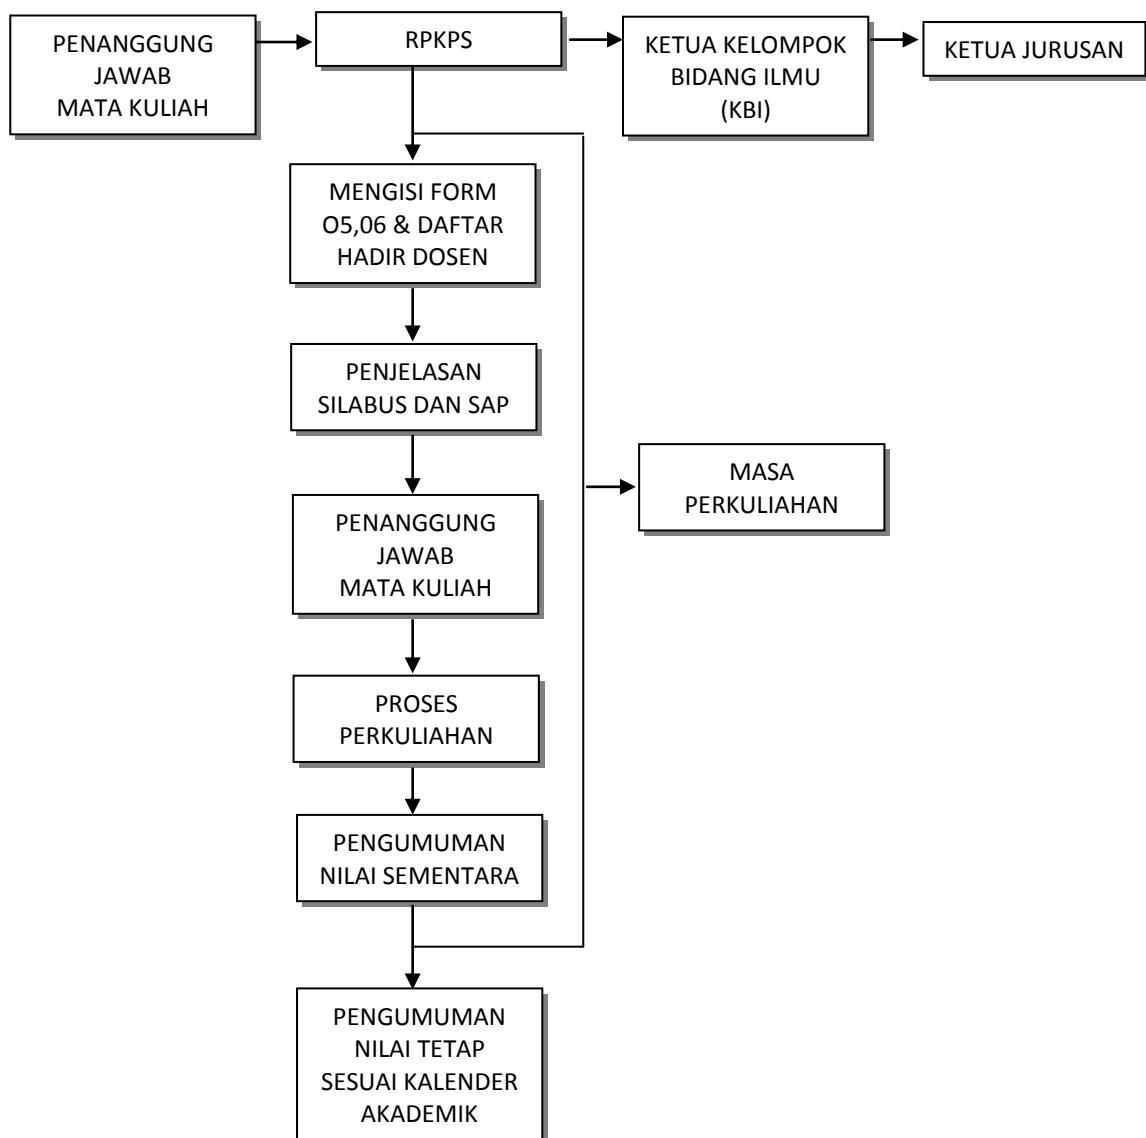 PENANGGUNG
JAWAB
MATA KULIAH
RPKPS
KETUA KELOMPOK
BIDANG ILMU
(KBI)
KETUA JURUSAN
MENGISI FORM
O5,06 & DAFTAR
HADIR DOSEN
PENJELASAN
SILABUS DAN SAP
MASA
PERKULIAHAN
PENANGGUNG
JAWAB
MATA KULIAH
PROSES
PERKULIAHAN
PENGUMUMAN
NILAI SEMENTARA
PENGUMUMAN
NILAI TETAP
SESUAI KALENDER
AKADEMIK